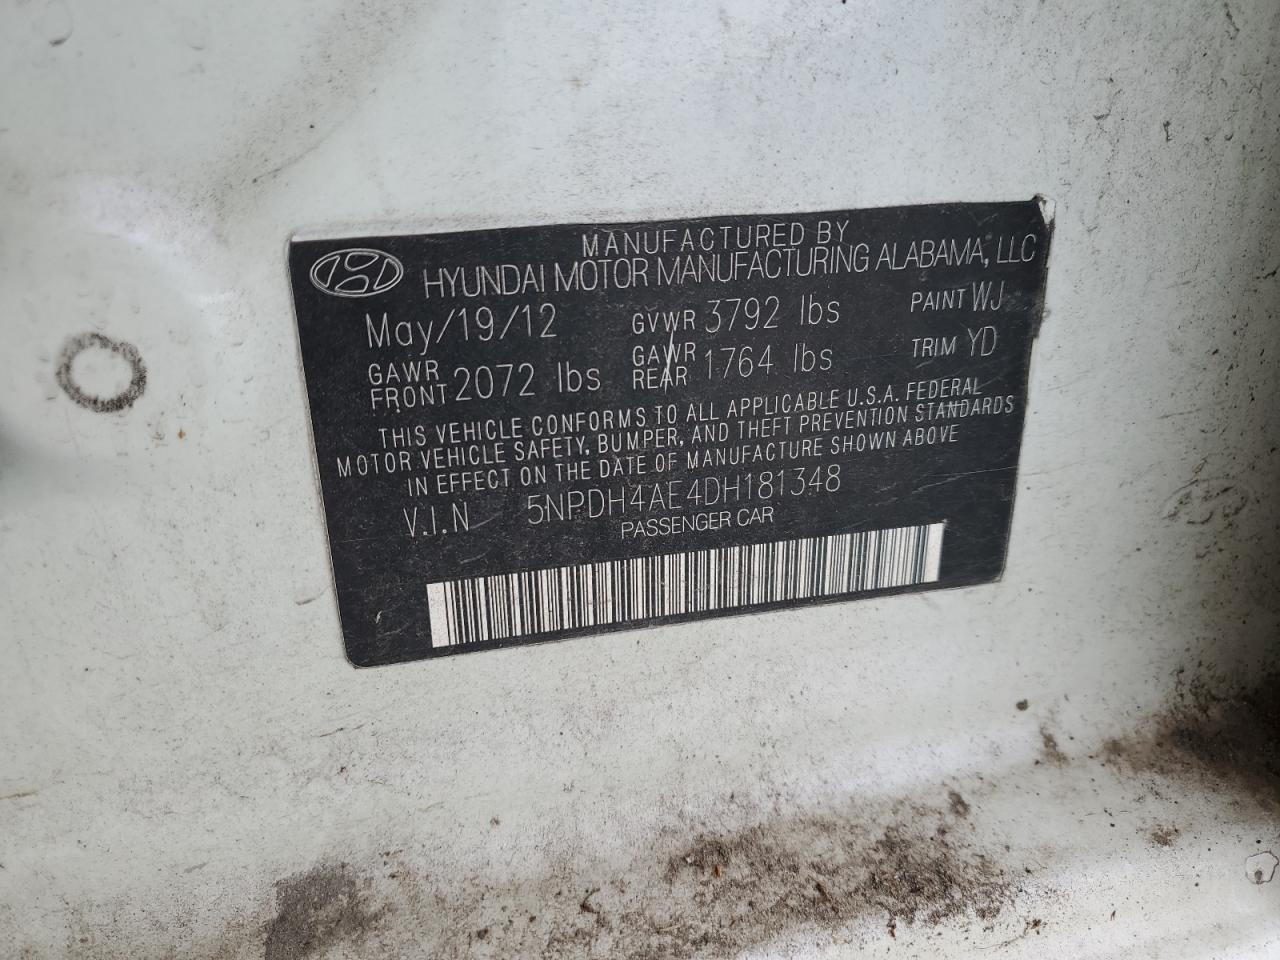 MANUFACTURED BY
HYUNDAI MOTOR MANUFACTURING ALABAMA, LLC
May/19/12 GVWR 3792 lbs PAINT WJ
GAWR FRONT 2072 lbs GAWR REAR 1764 lbs TRIM YD
THIS VEHICLE CONFORMS TO ALL APPLICABLE U.S.A. FEDERAL
MOTOR VEHICLE SAFETY, BUMPER, AND THEFT PREVENTION STANDARDS
IN EFFECT ON THE DATE OF MANUFACTURE SHOWN ABOVE
V.I.N 5NPDH4AE4DH181348
PASSENGER CAR